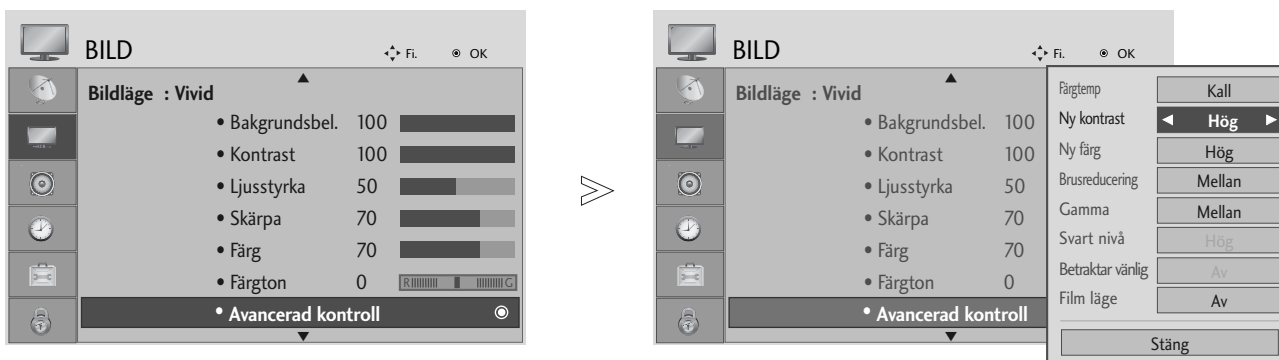 BILD Fi. OK
Bildläge : Vivid
• Bakgrundsbel. 100
• Kontrast 100
• Ljusstyrka 50
• Skärpa 70
• Färg 70
• Färgton 0 R G
• Avancerad kontroll
BILD Fi. OK
Bildläge : Vivid
• Bakgrundsbel. 100
• Kontrast 100
• Ljusstyrka 50
• Skärpa 70
• Färg 70
• Färgton 0
• Avancerad kontroll
Färgtemp Kall
Ny kontrast Hög
Ny färg Hög
Brusreducering Mellan
Gamma Mellan
Svart nivå Hög
Betraktar vänlig Av
Film läge Av
Stäng